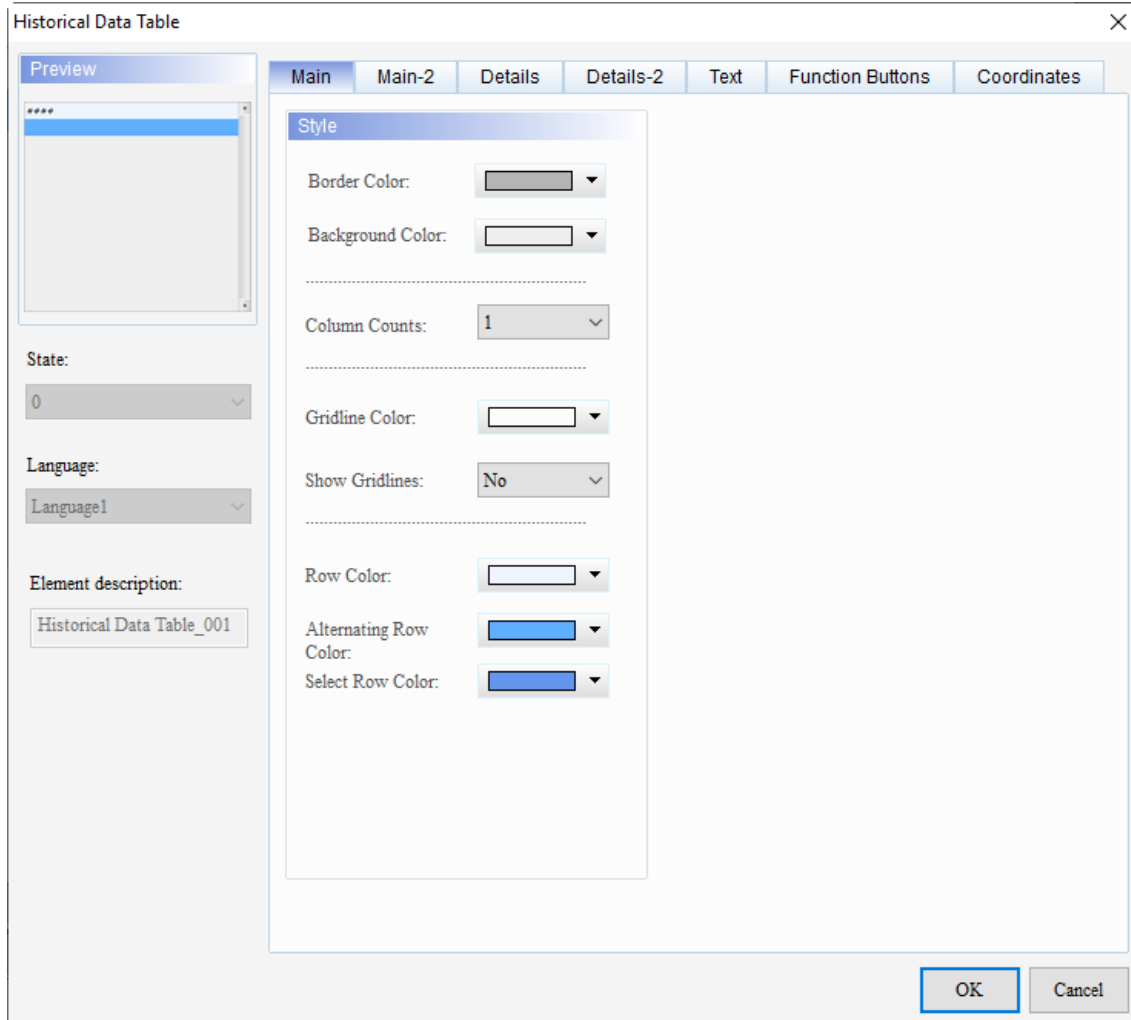 Historical Data Table
Preview
****
State:
0
Language:
Language1
Element description:
Historical Data Table_001
Main
Main-2
Details
Details-2
Text
Function Buttons
Coordinates
Style
Border Color:
Background Color:
Column Counts:
1
Gridline Color:
Show Gridlines:
No
Row Color:
Alternating Row
Color:
Select Row Color:
OK
Cancel